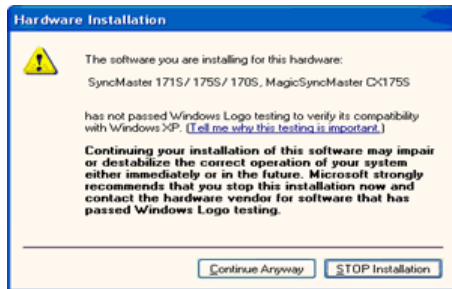 Hardware Installation
The software you are installing for this hardware:
SyncMaster 171S/ 175S/ 170S, MagicSyncMaster CX175S
has not passed Windows Logo testing to verify its compatibility
with Windows XP. (Tell me why this testing is important.)
Continuing your installation of this software may impair
or destabilize the correct operation of your system
either immediately or in the future. Microsoft strongly
recommends that you stop this installation now and
contact the hardware vendor for software that has
passed Windows Logo testing.
Continue Anyway
STOP Installation